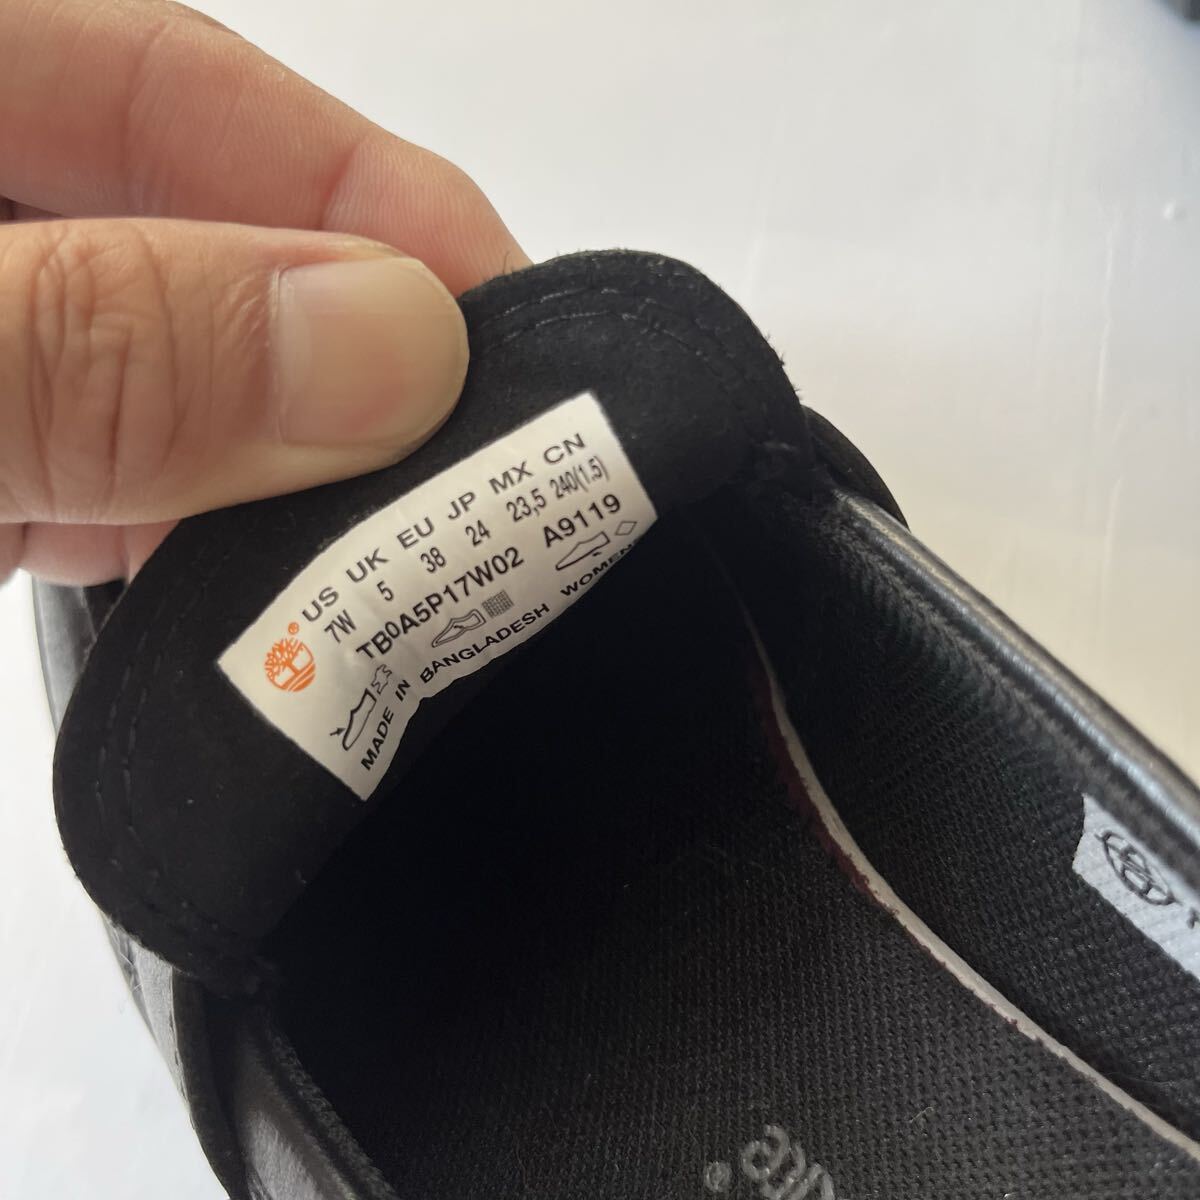 US UK EU JP MX CN
7W 5 38 24 23,5 240(1.5)
TB0A5P17W02 A9119
MADE IN BANGLADESH WOMENS
®